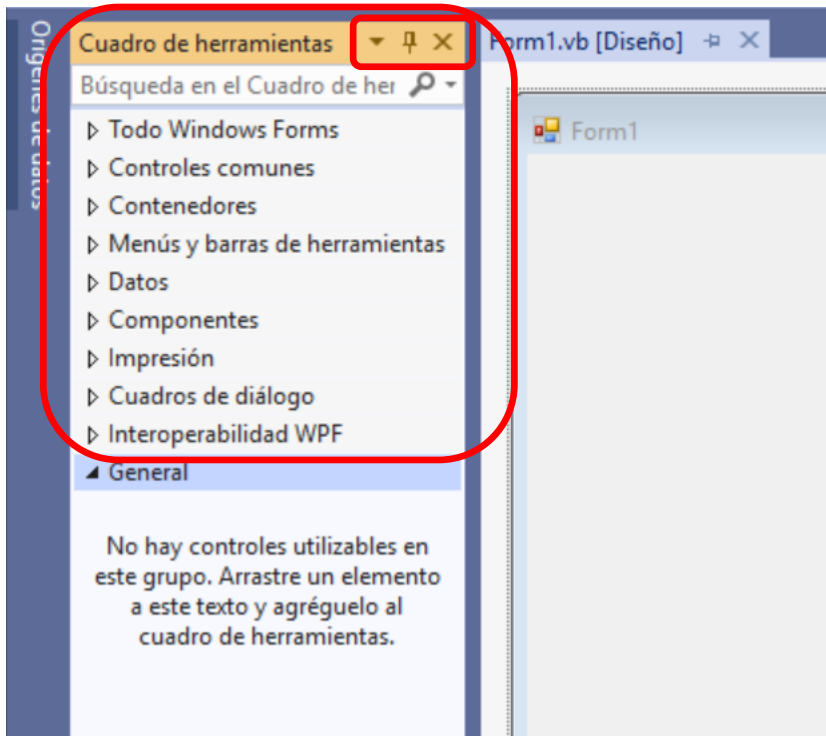 Orígenes de datos
Cuadro de herramientas
Búsqueda en el Cuadro de her
Todo Windows Forms
Controles comunes
Contenedores
Menús y barras de herramientas
Datos
Componentes
Impresión
Cuadros de diálogo
Interoperabilidad WPF
General
No hay controles utilizables en
este grupo. Arrastre un elemento
a este texto y agréguelo al
cuadro de herramientas.
Form1.vb [Diseño]
Form1